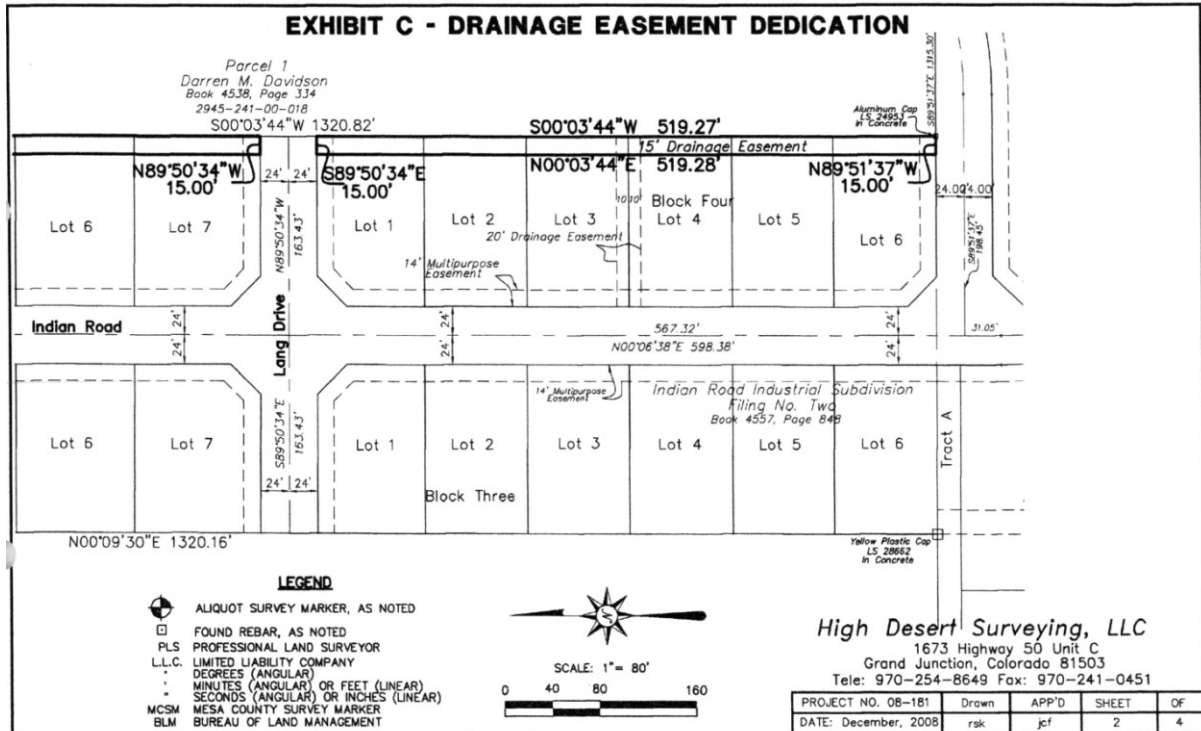 EXHIBIT C - DRAINAGE EASEMENT DEDICATION
Parcel 1
Darren M. Davidson
Book 4538, Page 334
2945-241-00-018
S00°03'44"W 1320.82'
S00°03'44"W 519.27'
15' Drainage Easement
N00°03'44"E 519.28'
N89°50'34"W
15.00'
S89°50'34"E
15.00'
N89°51'37"W
15.00'
Aluminum Cap
LS 24953
In Concrete
S89°51'37"E 1315.30'
24' 24'
N89°50'34"W
163.43'
10' 10'
Block Four
24.00' 24.00'
S89°51'37"E
198.45'
Lot 6
Lot 7
Lot 1
Lot 2
Lot 3
Lot 4
Lot 5
Lot 6
20' Drainage Easement
14' Multipurpose
Easement
Indian Road
24'
24'
Lang Drive
24'
24'
567.32'
N00°06'38"E 598.38'
24'
24'
31.05'
14' Multipurpose
Easement
Indian Road Industrial Subdivision
Filing No. Two
Book 4557, Page 848
S89°50'34"E
163.43'
Lot 6
Lot 7
Lot 1
Lot 2
Lot 3
Lot 4
Lot 5
Lot 6
Tract A
24' 24'
Block Three
N00°09'30"E 1320.16'
Yellow Plastic Cap
LS 28662
In Concrete
LEGEND
ALIQUOT SURVEY MARKER, AS NOTED
FOUND REBAR, AS NOTED
PLS PROFESSIONAL LAND SURVEYOR
L.L.C. LIMITED LIABILITY COMPANY
° DEGREES (ANGULAR)
' MINUTES (ANGULAR) OR FEET (LINEAR)
" SECONDS (ANGULAR) OR INCHES (LINEAR)
MCSM MESA COUNTY SURVEY MARKER
BLM BUREAU OF LAND MANAGEMENT
N
SCALE: 1"= 80'
0 40 80 160
High Desert Surveying, LLC
1673 Highway 50 Unit C
Grand Junction, Colorado 81503
Tele: 970-254-8649 Fax: 970-241-0451
PROJECT NO. 08-181 Drawn APP'D SHEET OF
DATE: December, 2008 rsk jcf 2 4